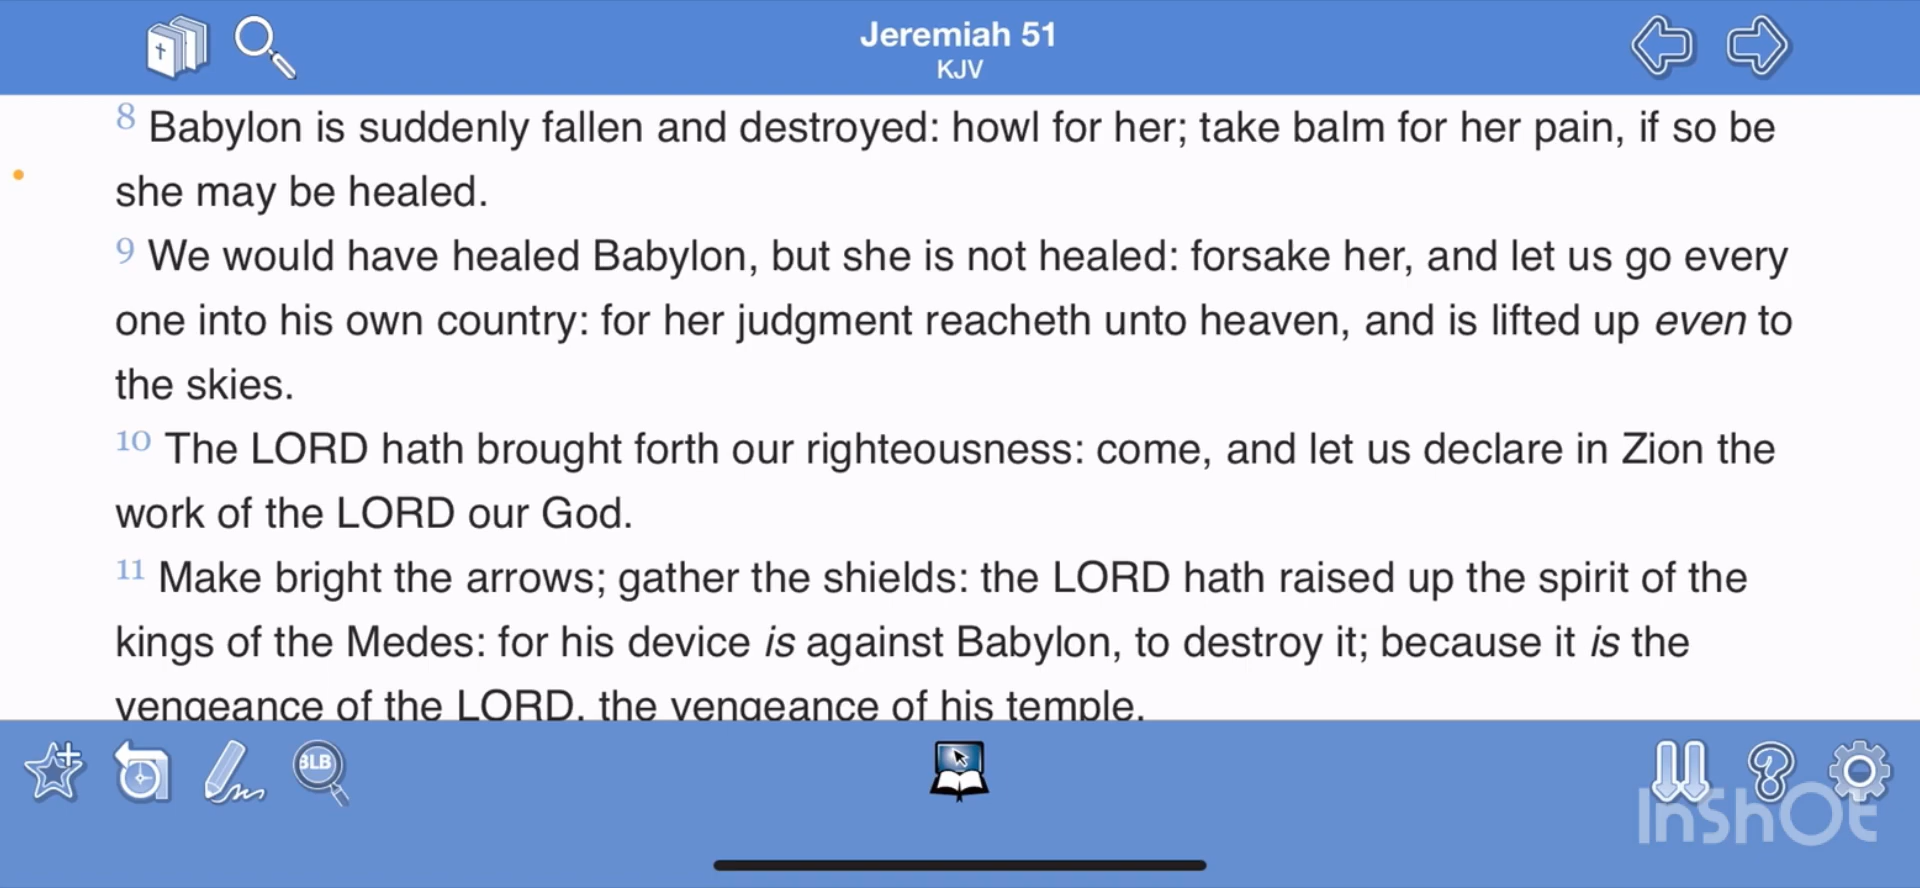 Jeremiah 51
KJV
8 Babylon is suddenly fallen and destroyed: howl for her; take balm for her pain, if so be
she may be healed.
9 We would have healed Babylon, but she is not healed: forsake her, and let us go every
one into his own country: for her judgment reacheth unto heaven, and is lifted up even to
the skies.
10 The LORD hath brought forth our righteousness: come, and let us declare in Zion the
work of the LORD our God.
11 Make bright the arrows; gather the shields: the LORD hath raised up the spirit of the
kings of the Medes: for his device is against Babylon, to destroy it; because it is the
vengeance of the LORD, the vengeance of his temple.
BLB
InShOt